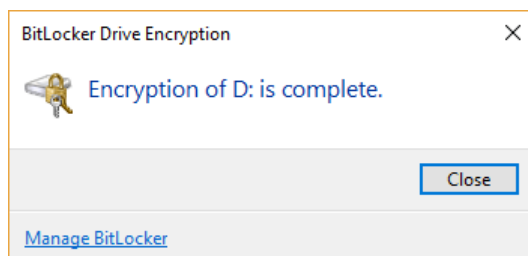 BitLocker Drive Encryption
Encryption of D: is complete.
Close
Manage BitLocker